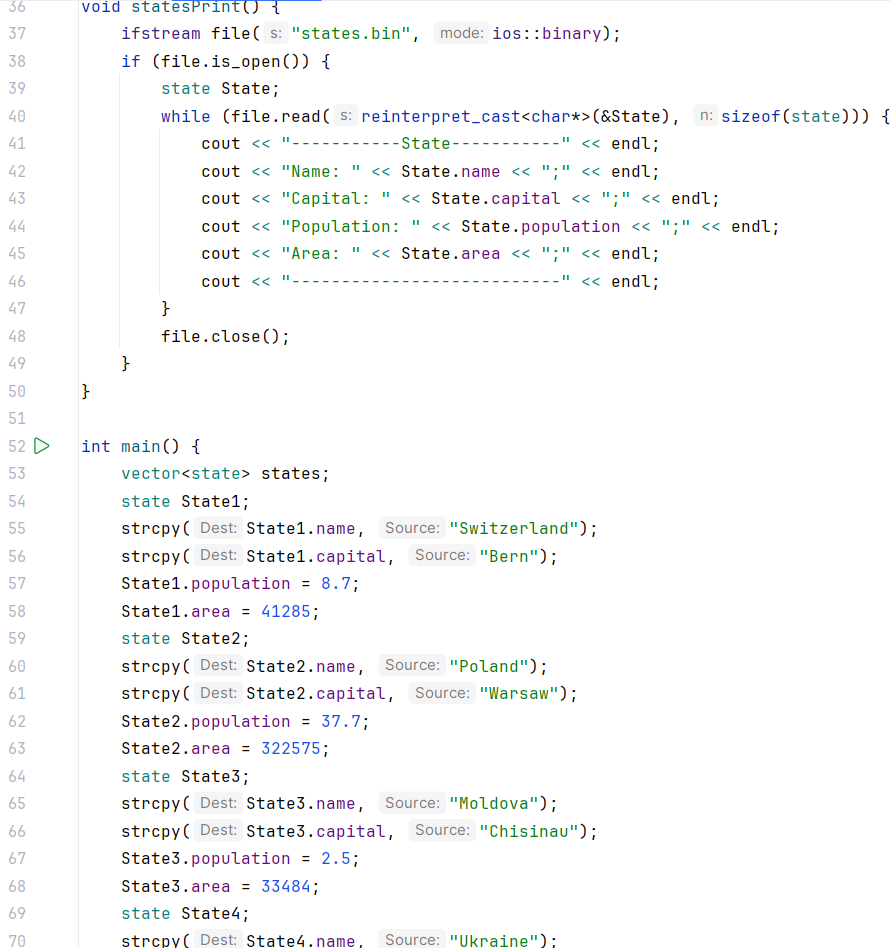 36 void statesPrint() {
37 ifstream file( s: "states.bin", mode: ios::binary);
38 if (file.is_open()) {
39 state State;
40 while (file.read( s: reinterpret_cast<char*>(&State), n: sizeof(state))) {
41 cout << "-----------State-----------" << endl;
42 cout << "Name: " << State.name << ";" << endl;
43 cout << "Capital: " << State.capital << ";" << endl;
44 cout << "Population: " << State.population << ";" << endl;
45 cout << "Area: " << State.area << ";" << endl;
46 cout << "---------------------------" << endl;
47 }
48 file.close();
49 }
50 }
51
52 int main() {
53 vector<state> states;
54 state State1;
55 strcpy( Dest: State1.name, Source: "Switzerland");
56 strcpy( Dest: State1.capital, Source: "Bern");
57 State1.population = 8.7;
58 State1.area = 41285;
59 state State2;
60 strcpy( Dest: State2.name, Source: "Poland");
61 strcpy( Dest: State2.capital, Source: "Warsaw");
62 State2.population = 37.7;
63 State2.area = 322575;
64 state State3;
65 strcpy( Dest: State3.name, Source: "Moldova");
66 strcpy( Dest: State3.capital, Source: "Chisinau");
67 State3.population = 2.5;
68 State3.area = 33484;
69 state State4;
70 strcpy( Dest: State4.name, Source: "Ukraine");